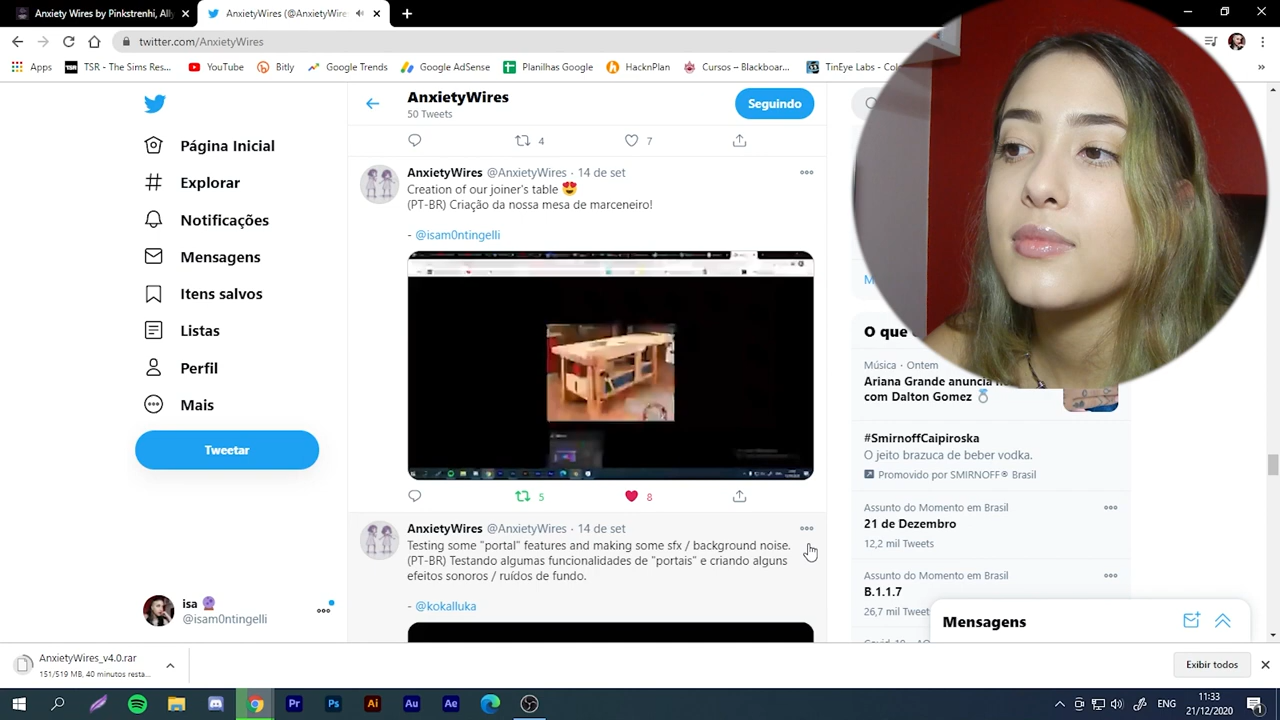 Anxiety Wires by Pinkstrenhi, All
AnxietyWires (@AnxietyWires
twitter.com/AnxietyWires
Apps
TSR - The Sims Res...
YouTube
Bitly
Google Trends
Google AdSense
Planilhas Google
HacknPlan
Cursos – Blackboar...
TinEye
AnxietyWires
50 Tweets
Seguindo
4
7
Página Inicial
Explorar
Notificações
Mensagens
Itens salvos
Listas
Perfil
Mais
Tweetar
isa
@isam0ntingelli
AnxietyWires @AnxietyWires · 14 de set
Creation of our joiner's table 😍
(PT-BR) Criação da nossa mesa de marceneiro!
- @isam0ntingelli
5
8
AnxietyWires @AnxietyWires · 14 de set
Testing some "portal" features and making some sfx / background noise.
(PT-BR) Testando algumas funcionalidades de "portais" e criando alguns
efeitos sonoros / ruídos de fundo.
- @kokalluka
O que
Música · Ontem
Ariana Grande anuncia
com Dalton Gomez 💍
#SmirnoffCaipiroska
O jeito brazuca de beber vodka.
Promovido por SMIRNOFF® Brasil
Assunto do Momento em Brasil
21 de Dezembro
12,2 mil Tweets
Assunto do Momento em Brasil
B.1.1.7
26,7 mil Tweets
Mensagens
AnxietyWires_v4.0.rar
151/519 MB, 40 minutos resta...
Exibir todos
Pr
Ps
Ai
Au
Ae
ENG
11:33
21/12/2020
1